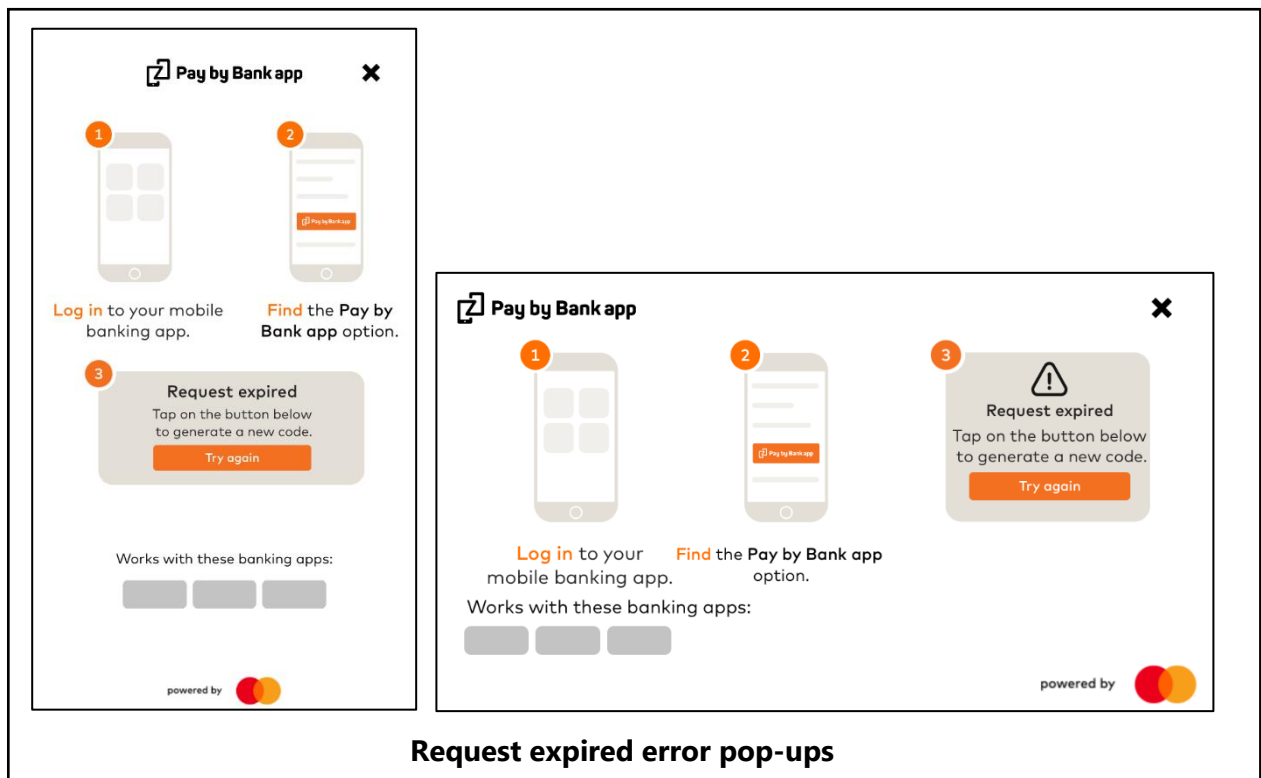 Pay by Bank app
1
2
Pay by Bank app
Log in to your mobile
banking app.
Find the Pay by
Bank app option.
3
Request expired
Tap on the button below
to generate a new code.
Try again
Works with these banking apps:
powered by
Pay by Bank app
1
2
3
Pay by Bank app
Request expired
Tap on the button below
to generate a new code.
Try again
Log in to your
mobile banking app.
Find the Pay by Bank app
option.
Works with these banking apps:
powered by
Request expired error pop-ups